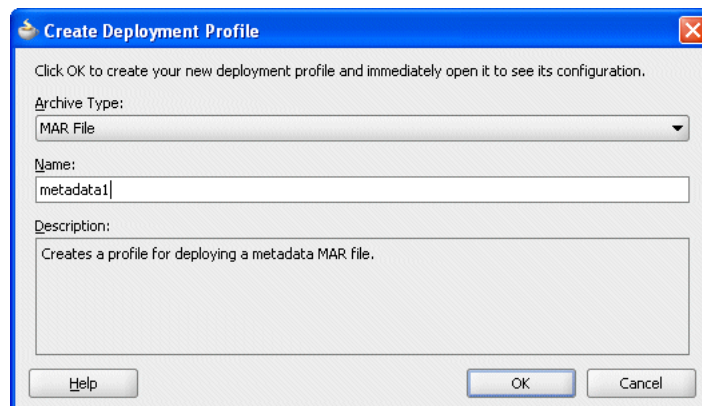 Create Deployment Profile
Click OK to create your new deployment profile and immediately open it to see its configuration.
Archive Type:
MAR File
Name:
metadata1
Description:
Creates a profile for deploying a metadata MAR file.
Help OK Cancel